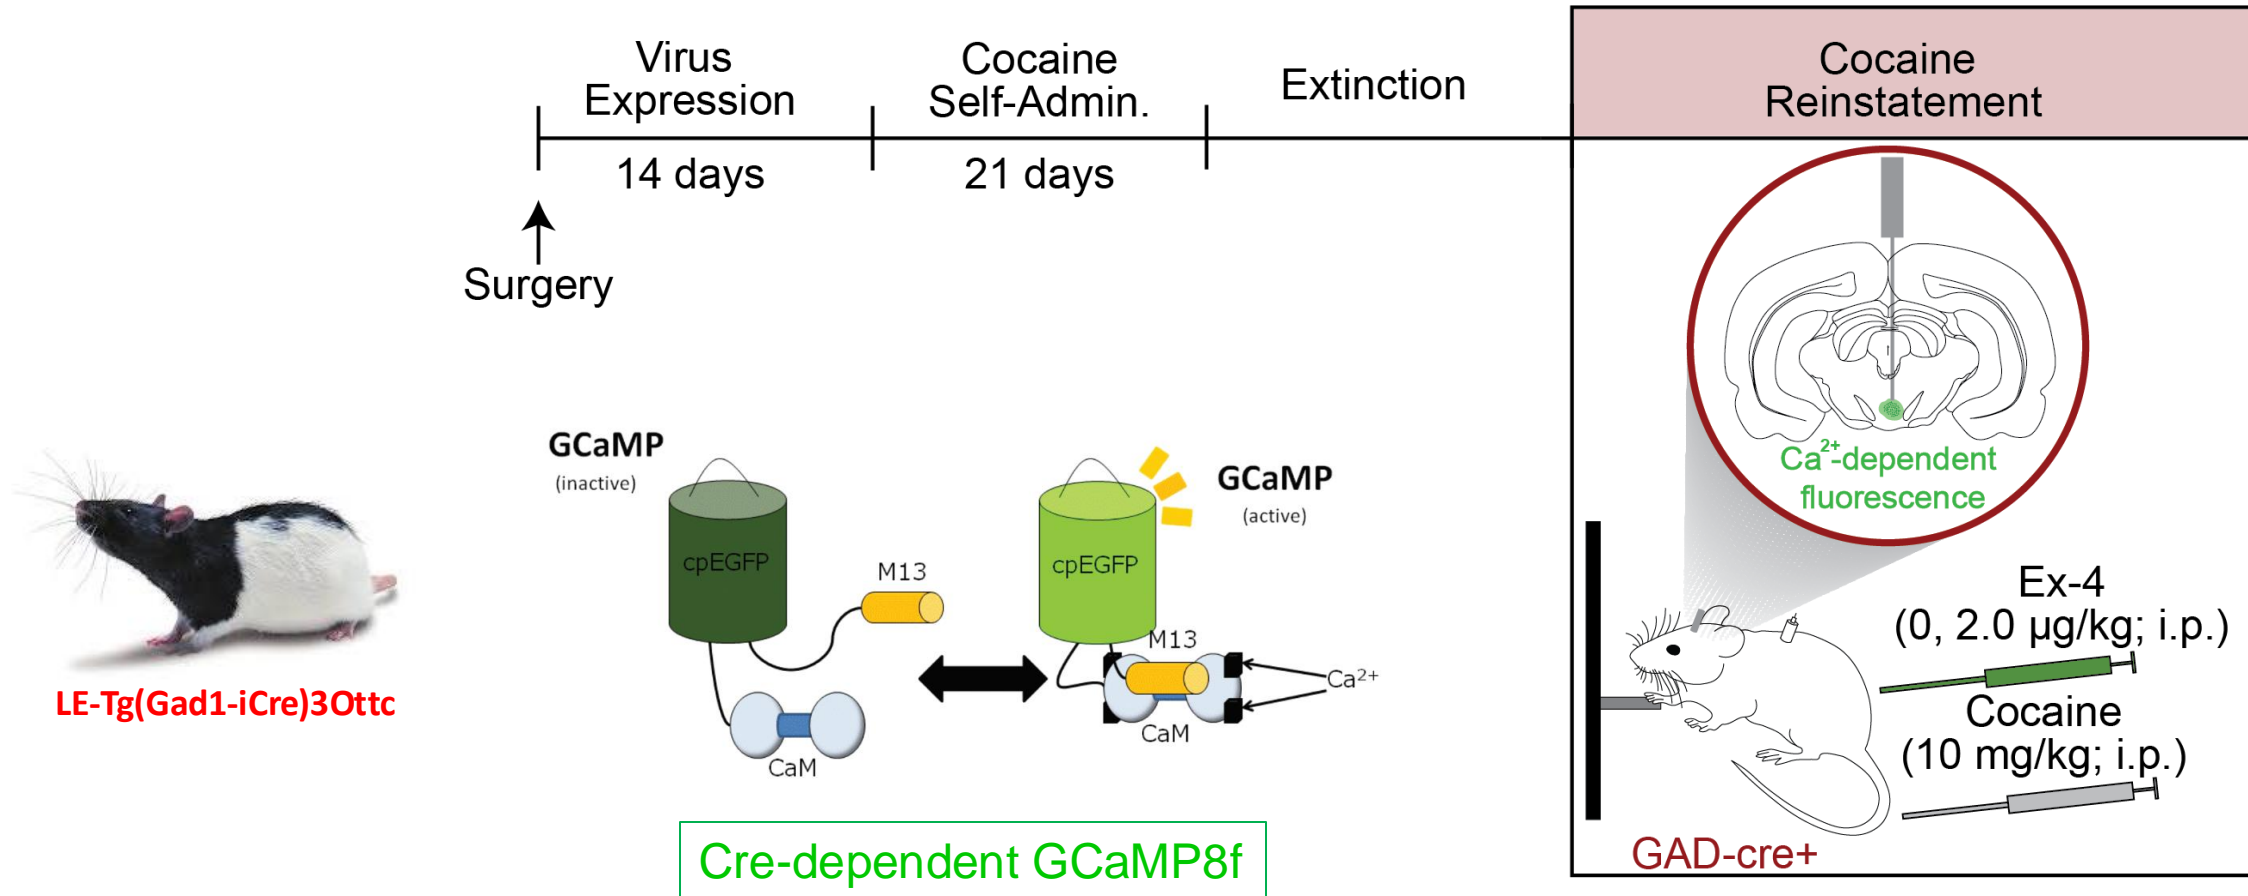 Virus
Expression
Cocaine
Self-Admin.
Extinction
Cocaine
Reinstatement
14 days
21 days
Surgery
GCaMP
(inactive)
cpEGFP
M13
CaM
GCaMP
(active)
cpEGFP
M13
Ca²⁺
CaM
Ca²⁺-dependent
fluorescence
Ex-4
(0, 2.0 µg/kg; i.p.)
Cocaine
(10 mg/kg; i.p.)
GAD-cre+
LE-Tg(Gad1-iCre)3Ottc
Cre-dependent GCaMP8f